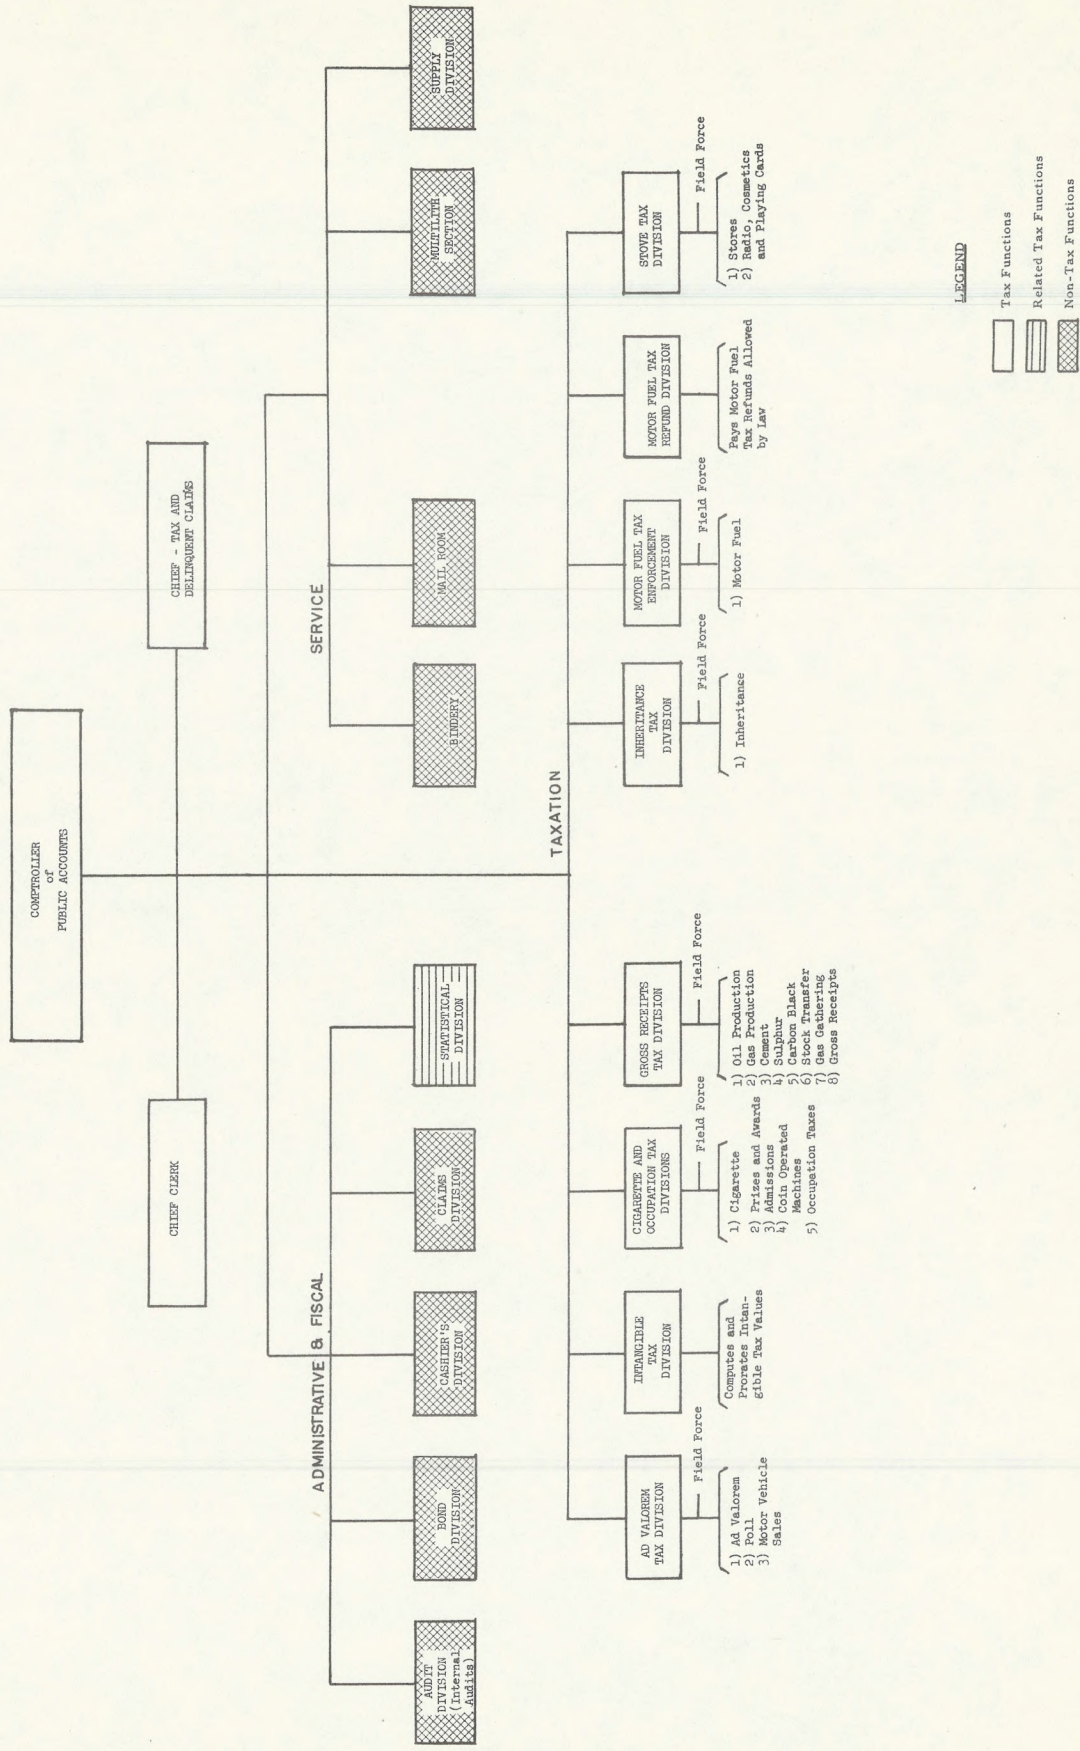 COMPTROLLER
of
PUBLIC ACCOUNTS
CHIEF CLERK
CHIEF - TAX AND
DELINQUENT CLAIMS
ADMINISTRATIVE & FISCAL
SERVICE
AUDIT
DIVISION
(Internal
Audits)
BOND
DIVISION
CASHIER'S
DIVISION
CLAIMS
DIVISION
STATISTICAL
DIVISION
BINDERY
MAIL ROOM
MULTILITH
SECTION
SUPPLY
DIVISION
TAXATION
AD VALOREM
TAX DIVISION
Field Force
1) Ad Valorem
2) Poll
3) Motor Vehicle
Sales
INTANGIBLE
TAX
DIVISION
Computes and
Prorates Intan-
gible Tax Values
CIGARETTE AND
OCCUPATION TAX
DIVISIONS
Field Force
1) Cigarette
2) Prizes and Awards
3) Admissions
4) Coin Operated
Machines
5) Occupation Taxes
GROSS RECEIPTS
TAX DIVISION
Field Force
1) Oil Production
2) Gas Production
3) Cement
4) Sulphur
5) Carbon Black
6) Stock Transfer
7) Gas Gathering
8) Gross Receipts
INHERITANCE
TAX
DIVISION
Field Force
1) Inheritance
MOTOR FUEL TAX
ENFORCEMENT
DIVISION
Field Force
1) Motor Fuel
MOTOR FUEL TAX
REFUND DIVISION
Pays Motor Fuel
Tax Refunds Allowed
by Law
STOVE TAX
DIVISION
Field Force
1) Stores
2) Radio, Cosmetics
and Playing Cards
LEGEND
Tax Functions
Related Tax Functions
Non-Tax Functions